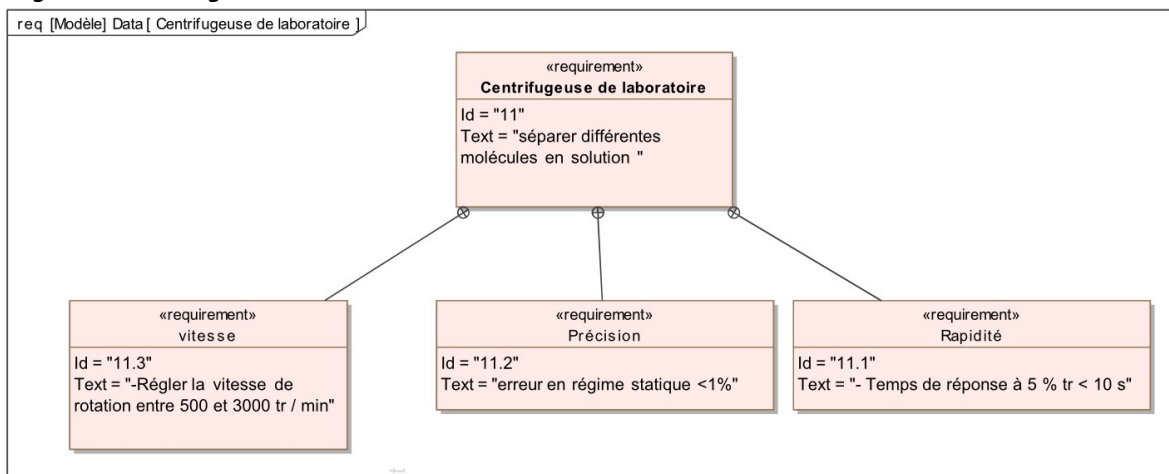 req [Modèle] Data [ Centrifugeuse de laboratoire ]
«requirement»
Centrifugeuse de laboratoire
Id = "11"
Text = "séparer différentes
molécules en solution "
«requirement»
vitesse
Id = "11.3"
Text = "-Régler la vitesse de
rotation entre 500 et 3000 tr / min"
«requirement»
Précision
Id = "11.2"
Text = "erreur en régime statique <1%"
«requirement»
Rapidité
Id = "11.1"
Text = "- Temps de réponse à 5 % tr < 10 s"